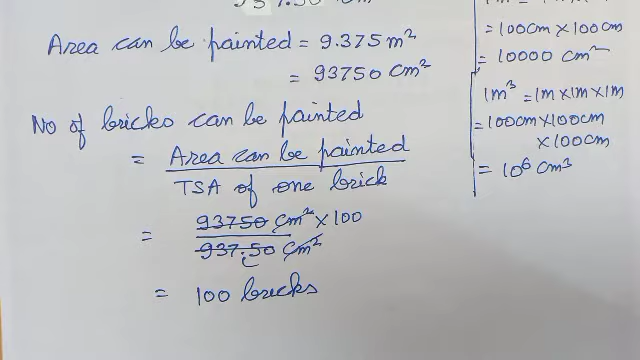 Area can be painted = 9.375 m²
= 93750 cm²
No of bricks can be painted
= Area can be painted
TSA of one brick
= 93750 cm² × 100
937.50 cm²
= 100 bricks
= 100cm × 100cm
= 10000 cm²
1m³ = 1m × 1m × 1m
= 100cm × 100cm
× 100cm
= 10⁶ cm³